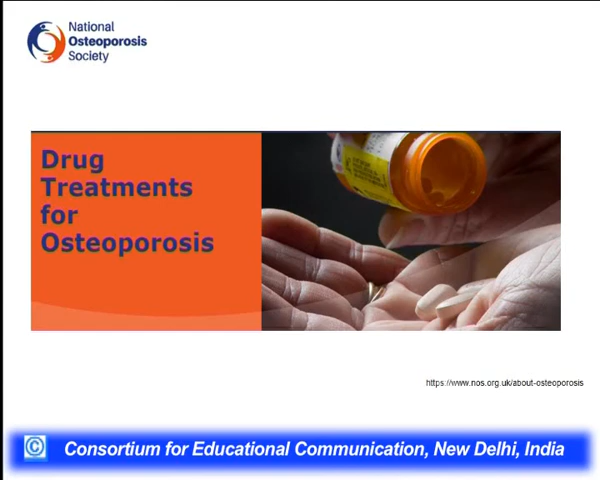 National
Osteoporosis
Society
Drug
Treatments
for
Osteoporosis
https://www.nos.org.uk/about-osteoporosis
© Consortium for Educational Communication, New Delhi, India